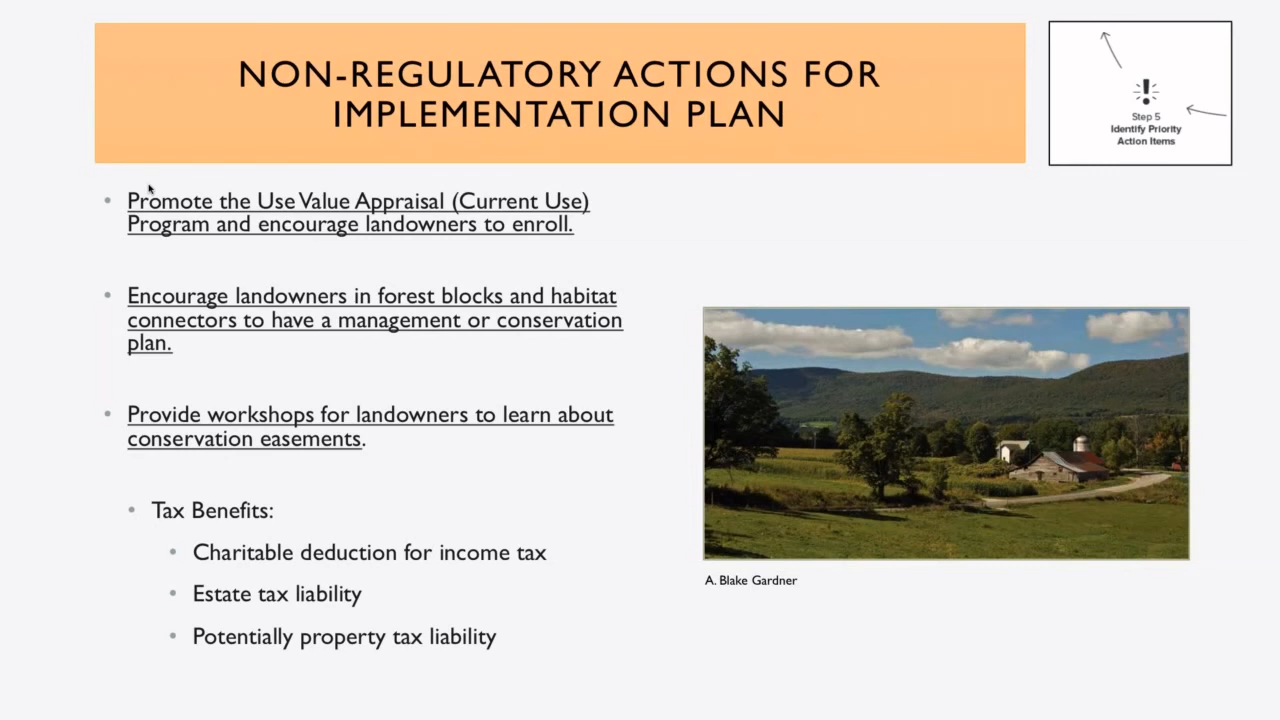 NON-REGULATORY ACTIONS FOR
IMPLEMENTATION PLAN
Step 5
Identify Priority
Action Items
• Promote the Use Value Appraisal (Current Use)
Program and encourage landowners to enroll.
• Encourage landowners in forest blocks and habitat
connectors to have a management or conservation
plan.
• Provide workshops for landowners to learn about
conservation easements.
• Tax Benefits:
• Charitable deduction for income tax
• Estate tax liability
• Potentially property tax liability
A. Blake Gardner